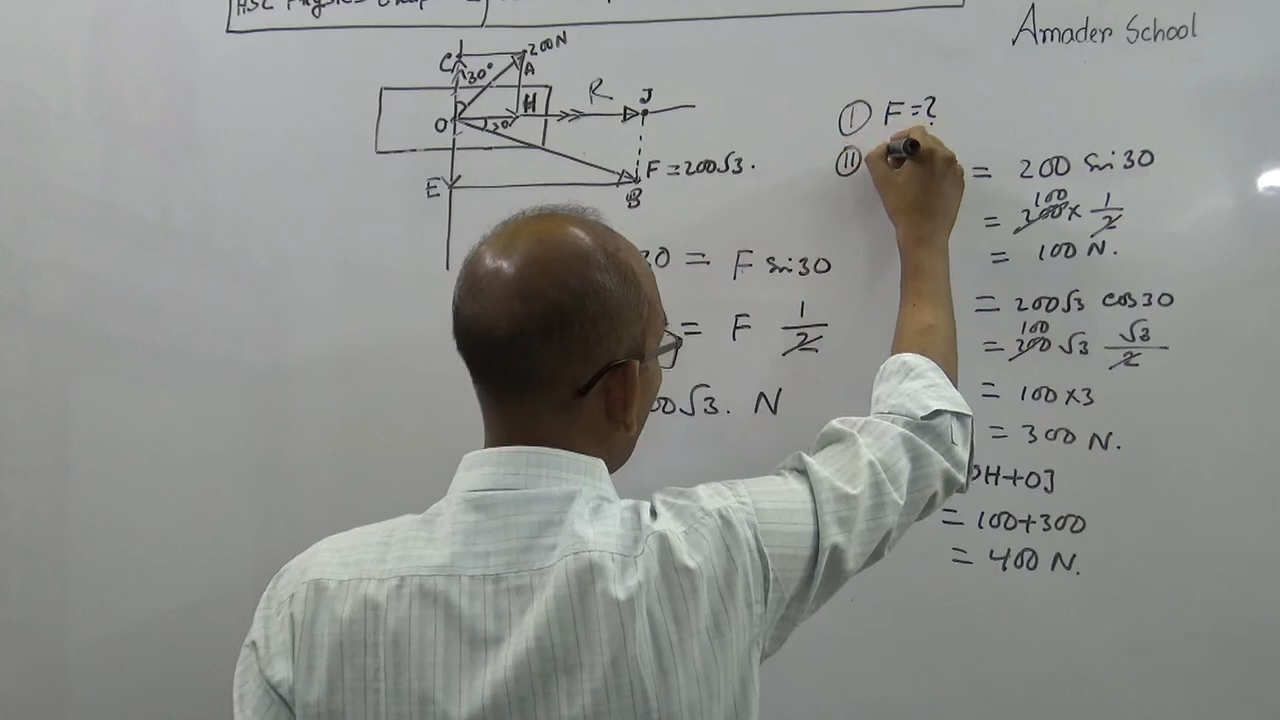 HSC Physics Chap
Amader School
C 30° 200N
A
O H R J
30°
F = 200√3.
E B
① F = ?
⑪
= 200 sin 30
= 200 100 x 1/2
= 100 N.
30 = F sin 30
= 200√3 cos 30
= F 1/2
= 200 100 √3 √3/2
= 100 x 3
00√3. N
= 300 N.
OH + OJ
= 100 + 300
= 400 N.